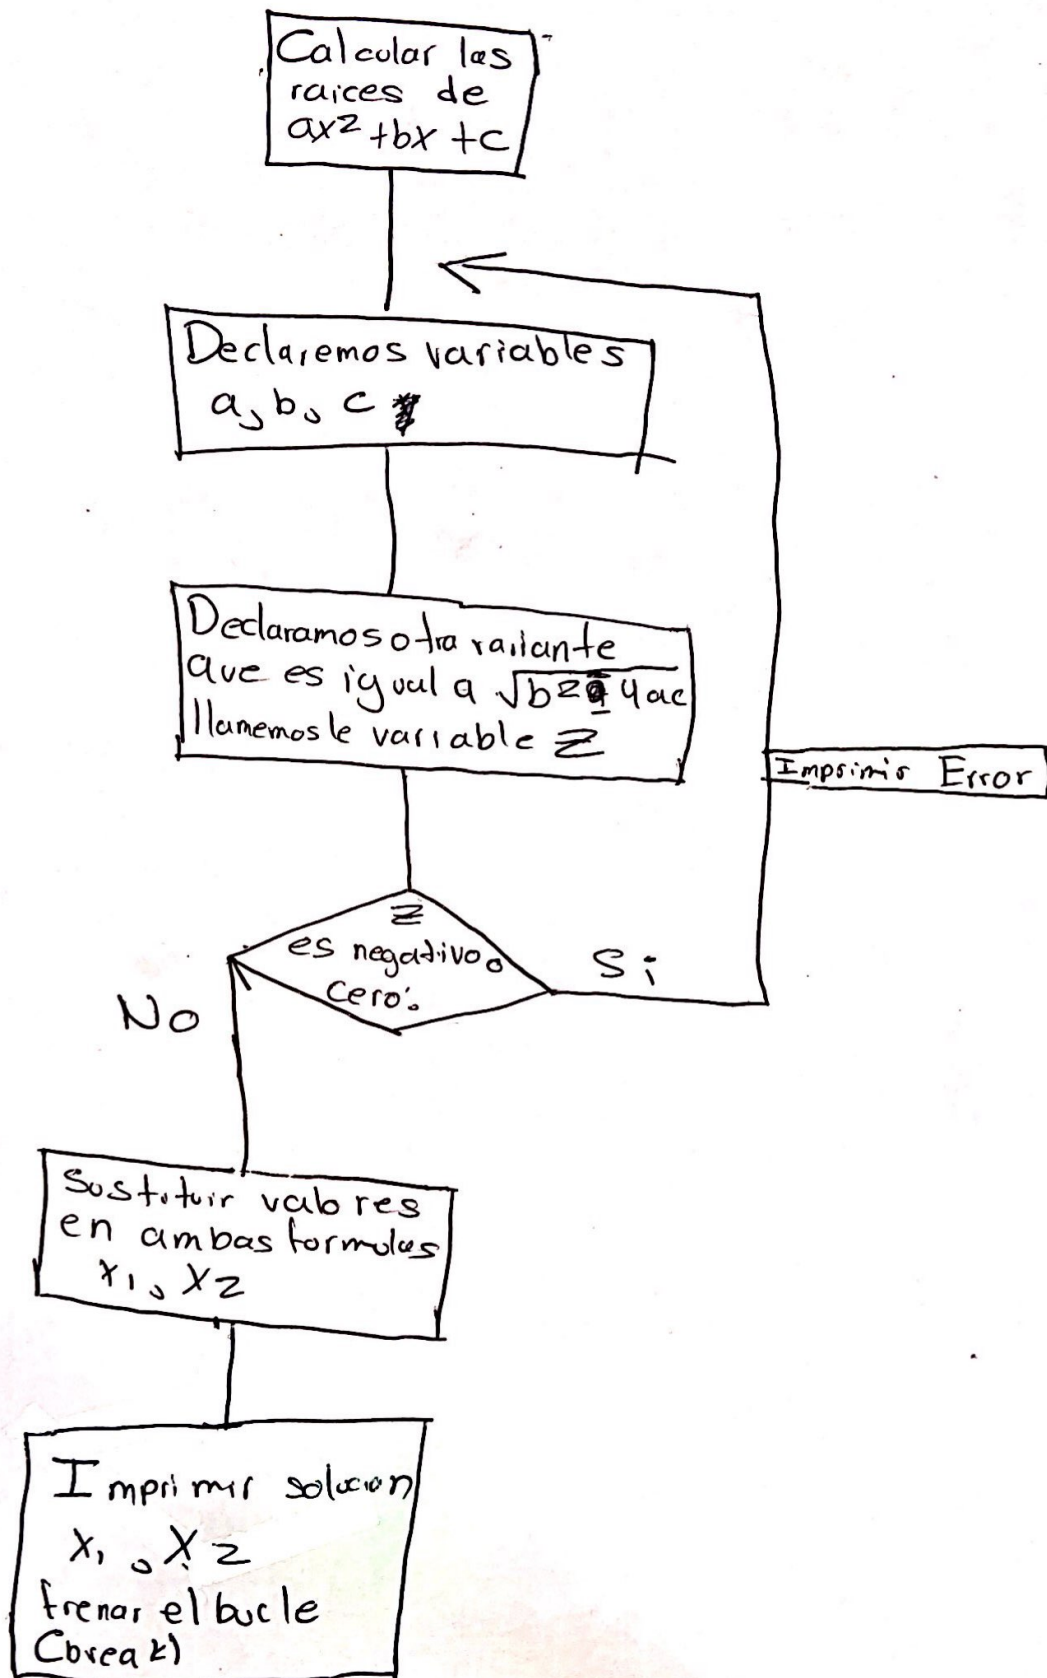 Calcular las
raices de
ax2 +bx +c
Declaremos variables
a, b, c
Declaramos otra variante
que es igual a √b2 - 4ac
llamemosle variable Z
Imprimir Error
Z
es negativo o
cero:
Si
No
Sustituir valores
en ambas formulas
x1, x2
Imprimir solucion
x1, x2
frenar el bucle
(break)